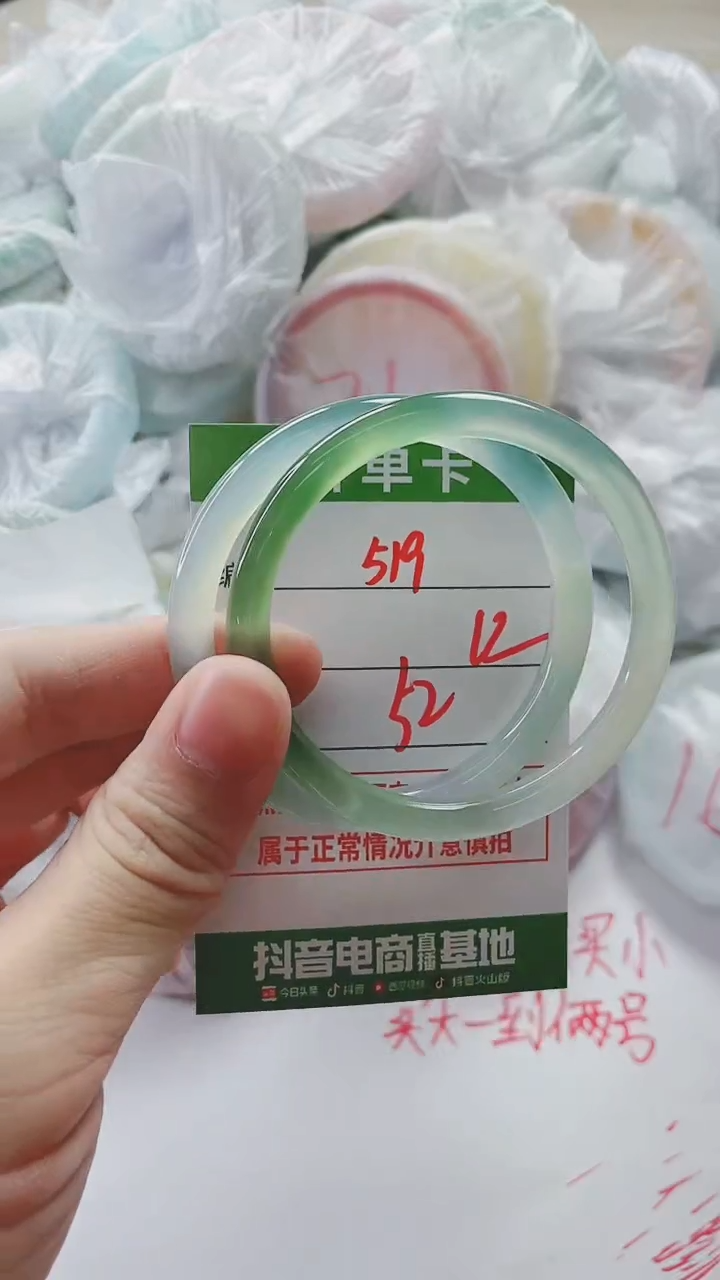 单卡
编
519
12
52
属于正常情况介意慎拍
抖音电商直播基地
今日头条 抖音 西瓜视频 抖音火山版
买小
买大一到俩号